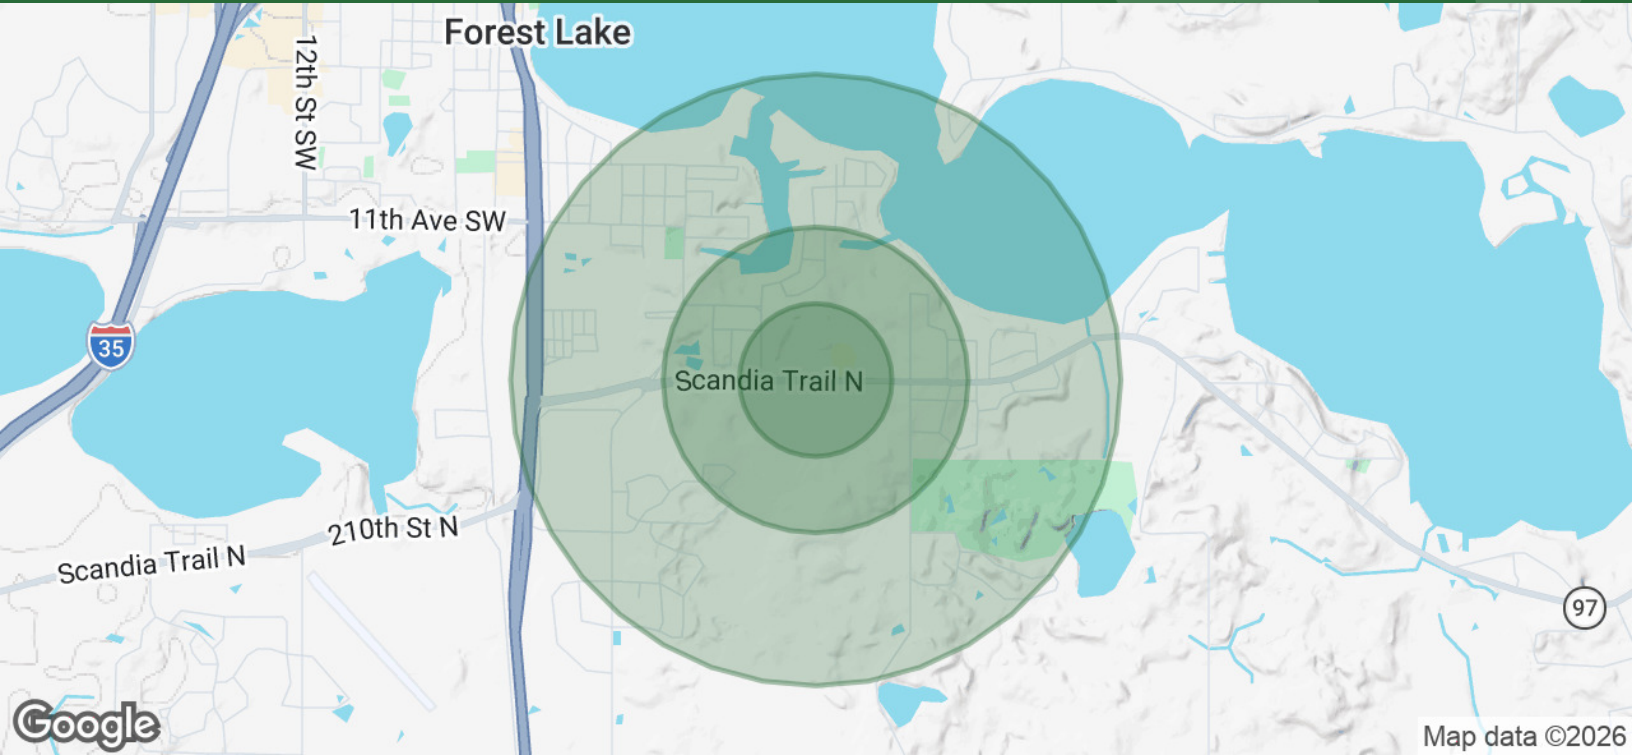 Forest Lake
12th St SW
11th Ave SW
35
Scandia Trail N
210th St N
Scandia Trail N
97
Google
Map data ©2026